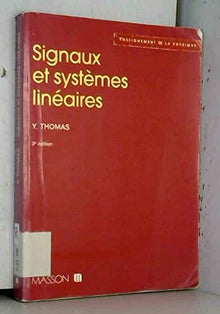 ENSEIGNEMENT DE LA PHYSIQUE
Signaux
et systèmes
linéaires
Y. THOMAS
2e édition
MASSON